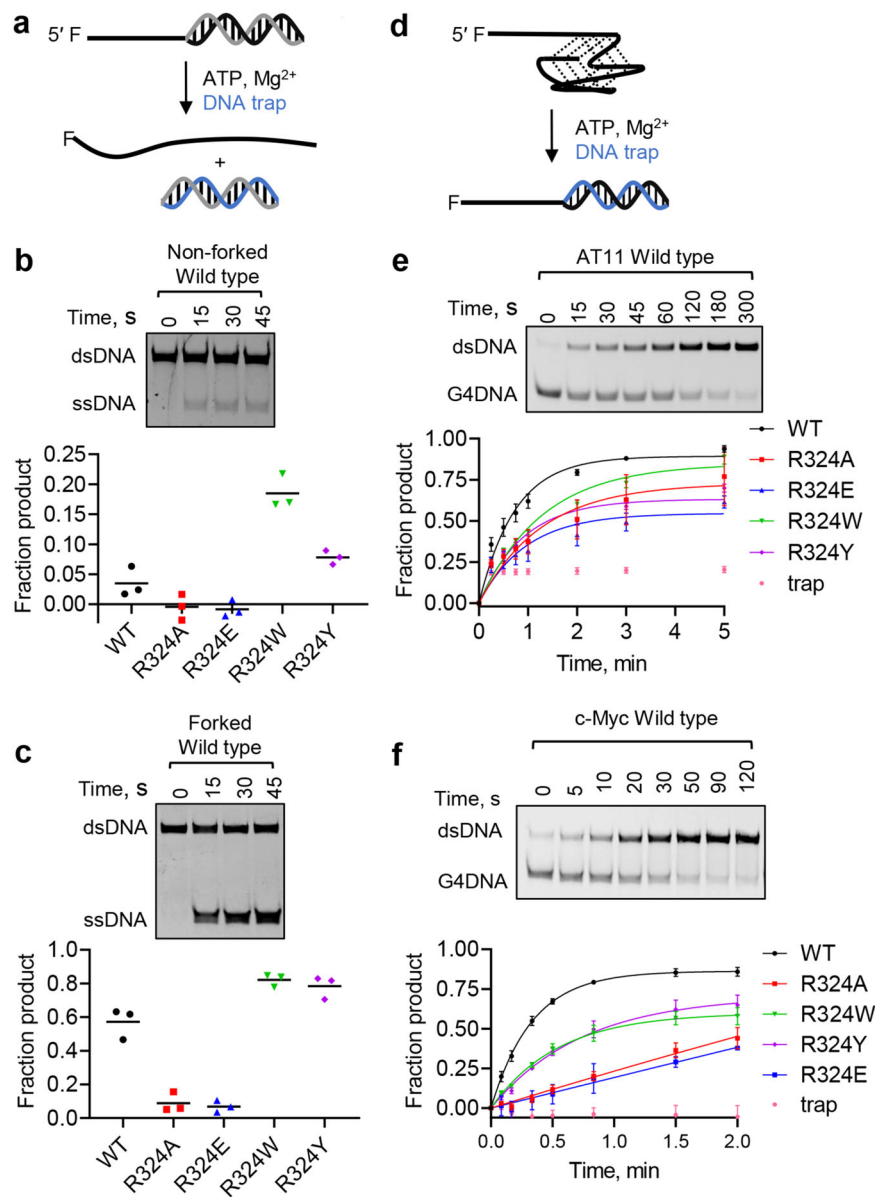 a
5′ F
ATP, Mg²⁺
DNA trap
F
+
b
Non-forked
Wild type
Time, s
0 15 30 45
dsDNA
ssDNA
Fraction product
0.25
0.20
0.15
0.10
0.05
0.00
WT
R324A
R324E
R324W
R324Y
c
Forked
Wild type
Time, s
0 15 30 45
dsDNA
ssDNA
Fraction product
1.0
0.8
0.6
0.4
0.2
0.0
WT
R324A
R324E
R324W
R324Y
d
5′ F
ATP, Mg²⁺
DNA trap
F
e
AT11 Wild type
Time, s
0 15 30 45 60 120 180 300
dsDNA
G4DNA
Fraction product
1.00
0.75
0.50
0.25
0.00
0 1 2 3 4 5
Time, min
WT
R324A
R324E
R324W
R324Y
trap
f
c-Myc Wild type
Time, s
0 5 10 20 30 50 90 120
dsDNA
G4DNA
Fraction product
1.00
0.75
0.50
0.25
0.00
0.0 0.5 1.0 1.5 2.0
Time, min
WT
R324A
R324W
R324Y
R324E
trap